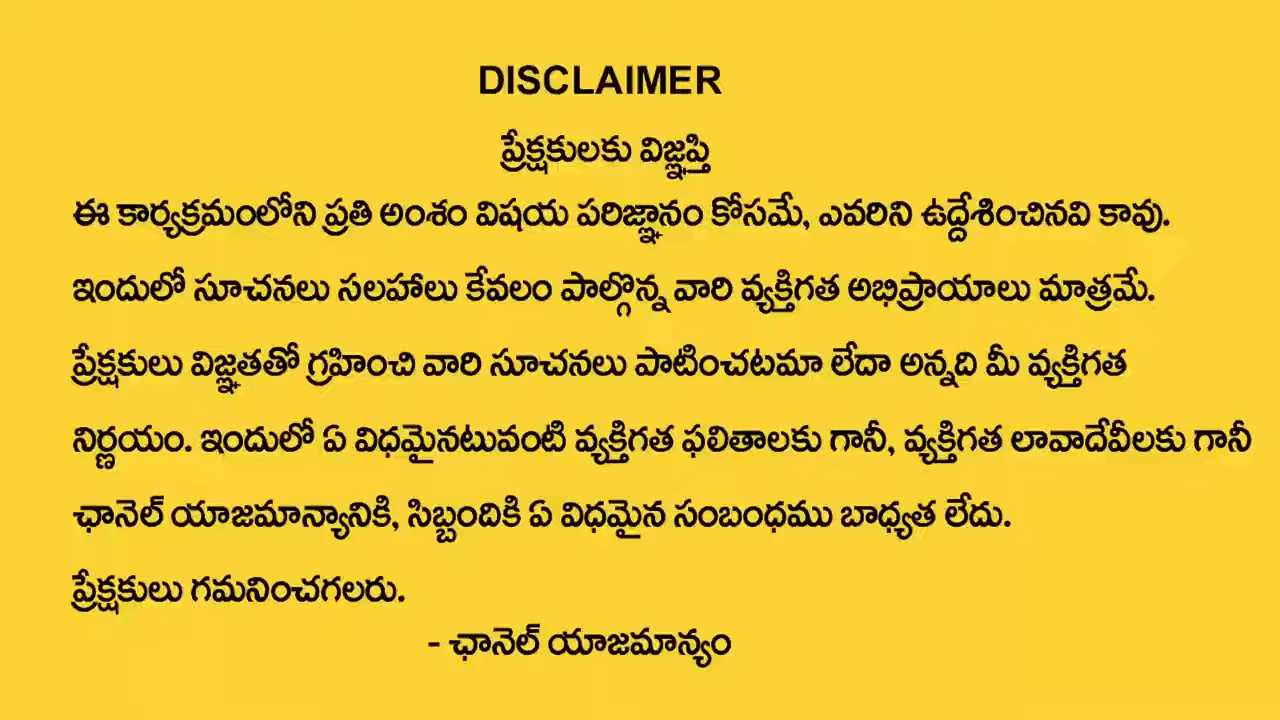 DISCLAIMER
ప్రేక్షకులకు విజ్ఞప్తి
ఈ కార్యక్రమంలోని ప్రతి అంశం విషయ పరిజ్ఞానం కోసమే, ఎవరిని ఉద్దేశించినవి కావు.
ఇందులో సూచనలు సలహాలు కేవలం పాల్గొన్న వారి వ్యక్తిగత అభిప్రాయాలు మాత్రమే.
ప్రేక్షకులు విజ్ఞతతో గ్రహించి వారి సూచనలు పాటించటమా లేదా అన్నది మీ వ్యక్తిగత
నిర్ణయం. ఇందులో ఏ విధమైనటువంటి వ్యక్తిగత ఫలితాలకు గానీ, వ్యక్తిగత లావాదేవీలకు గానీ
ఛానెల్ యాజమాన్యానికి, సిబ్బందికి ఏ విధమైన సంబంధము బాధ్యత లేదు.
ప్రేక్షకులు గమనించగలరు.
- ఛానెల్ యాజమాన్యం